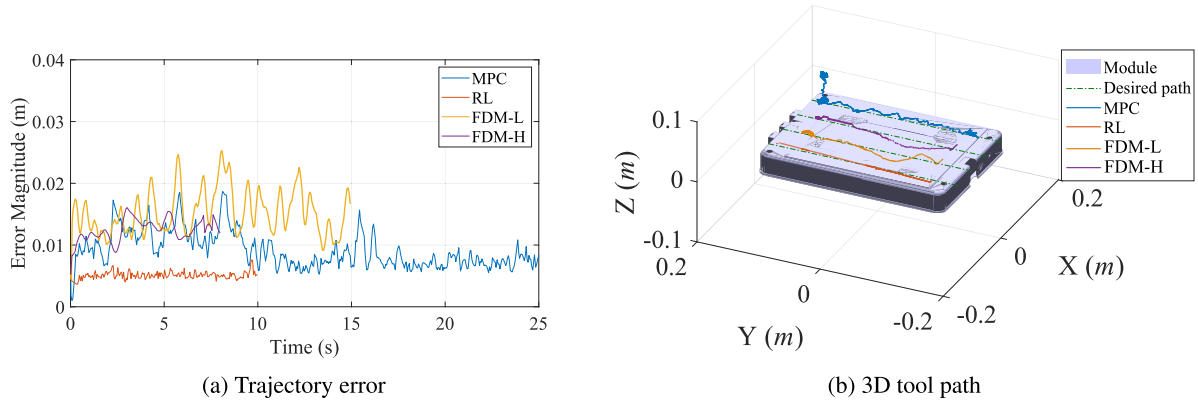 0.04
0.03
0.02
0.01
0
Error Magnitude (m)
0
5
10
15
20
25
Time (s)
MPC
RL
FDM-L
FDM-H
(a) Trajectory error
0.1
0
-0.1
Z (m)
0.2
0
-0.2
Y (m)
-0.2
0
0.2
X (m)
Module
Desired path
MPC
RL
FDM-L
FDM-H
(b) 3D tool path